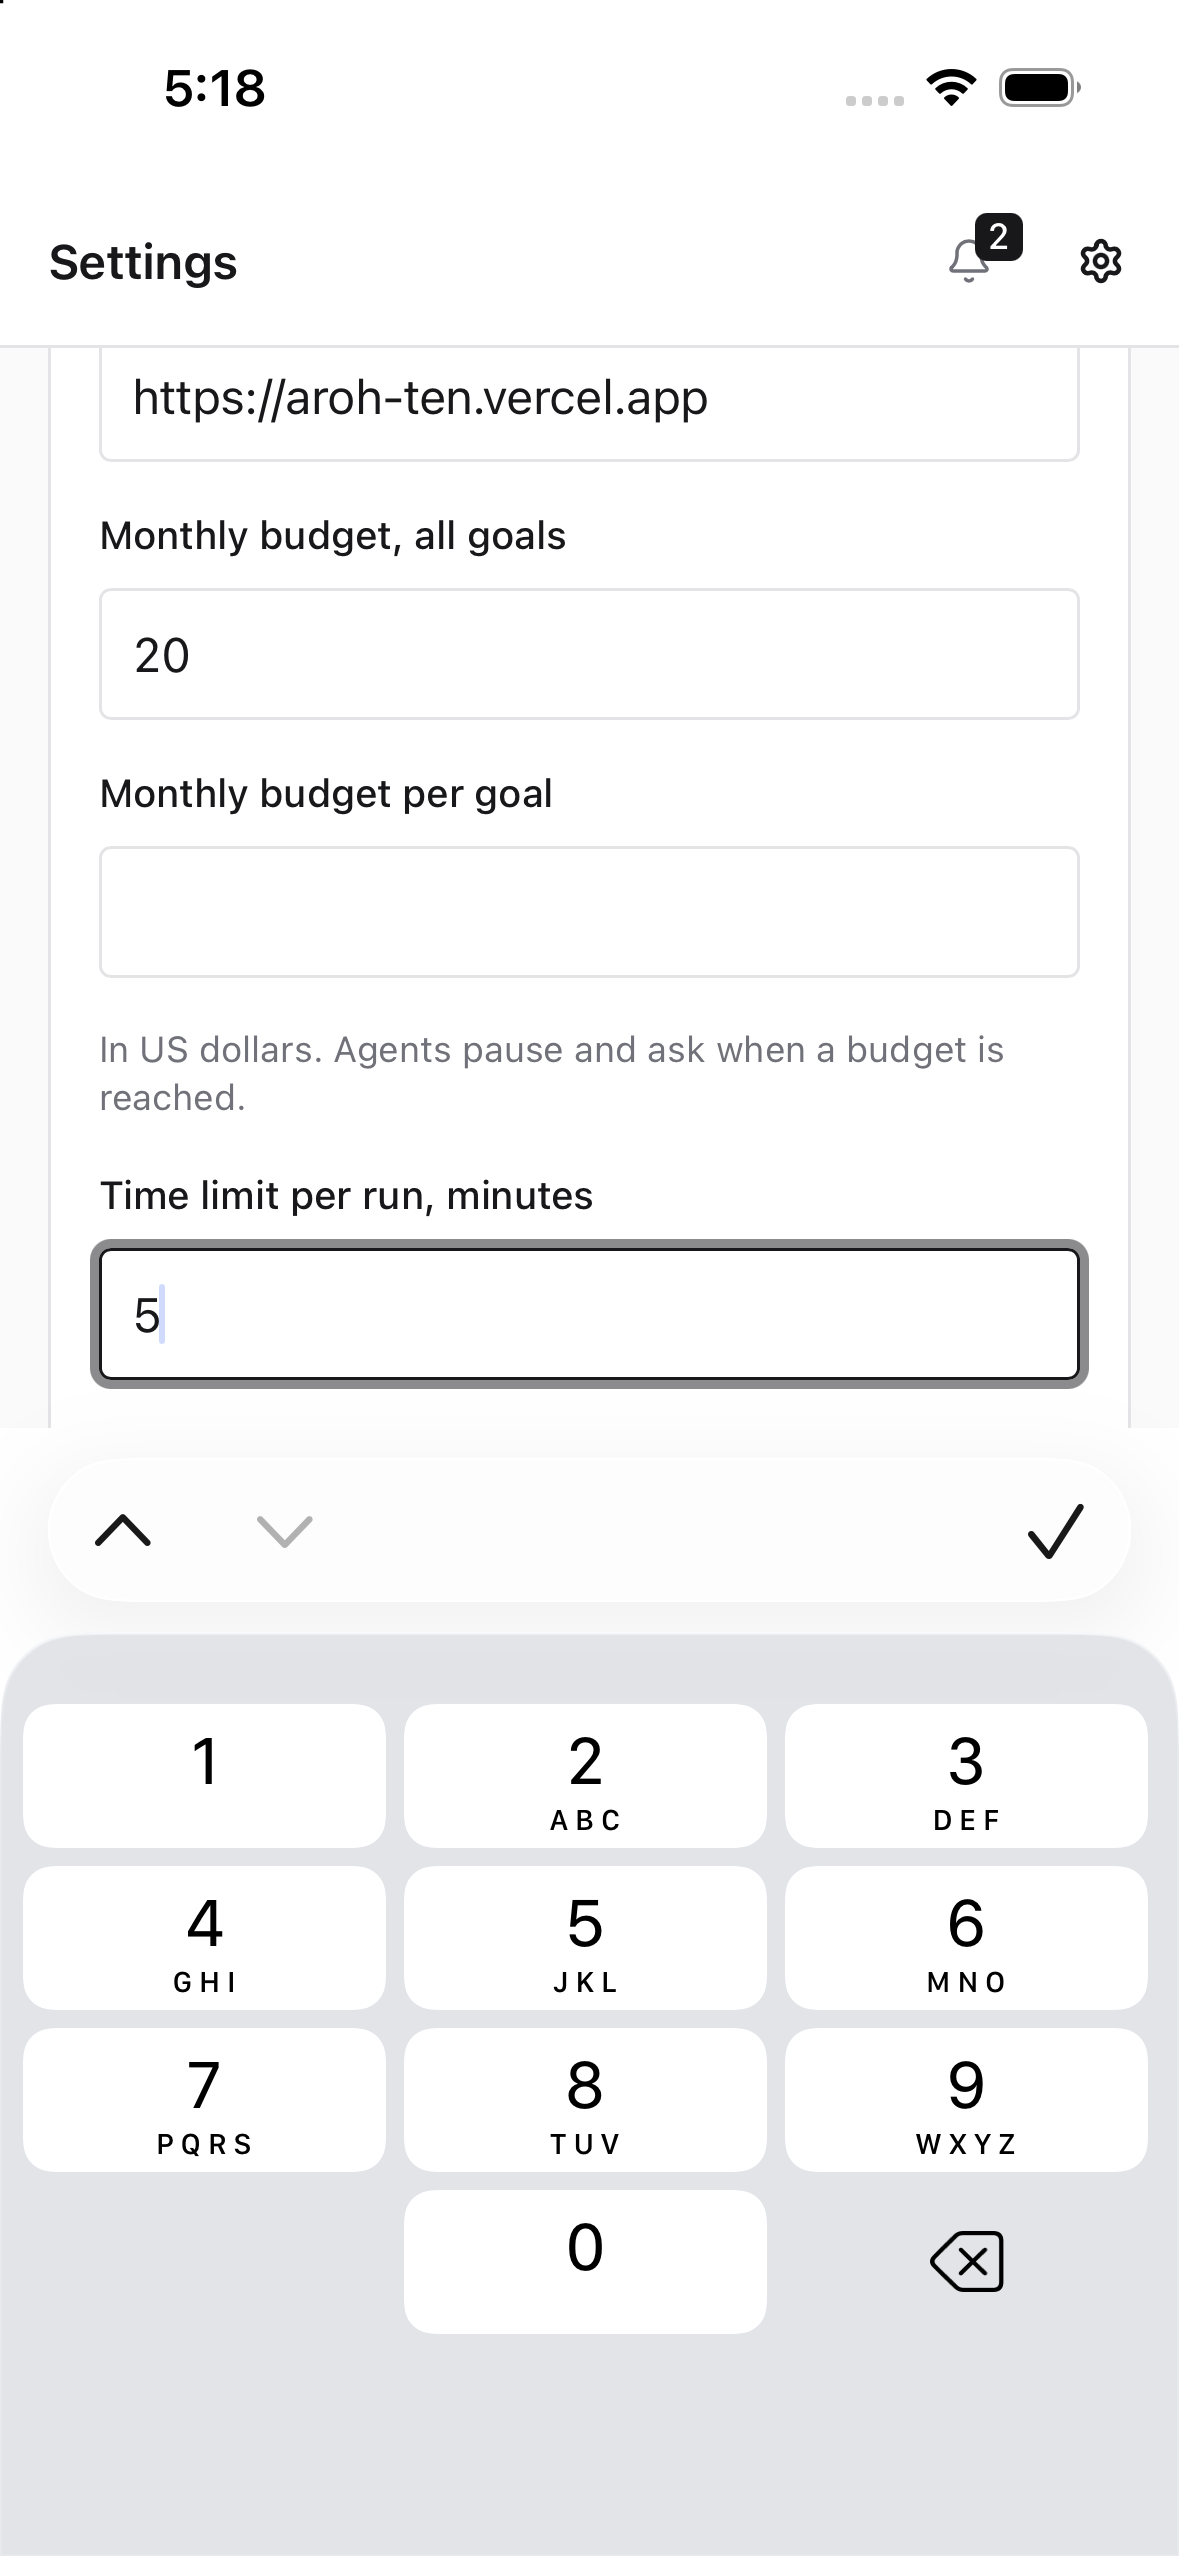 5:18
Settings
2
https://aroh-ten.vercel.app
Monthly budget, all goals
20
Monthly budget per goal
In US dollars. Agents pause and ask when a budget is
reached.
Time limit per run, minutes
5
1
2
ABC
3
DEF
4
GHI
5
JKL
6
MNO
7
PQRS
8
TUV
9
WXYZ
0